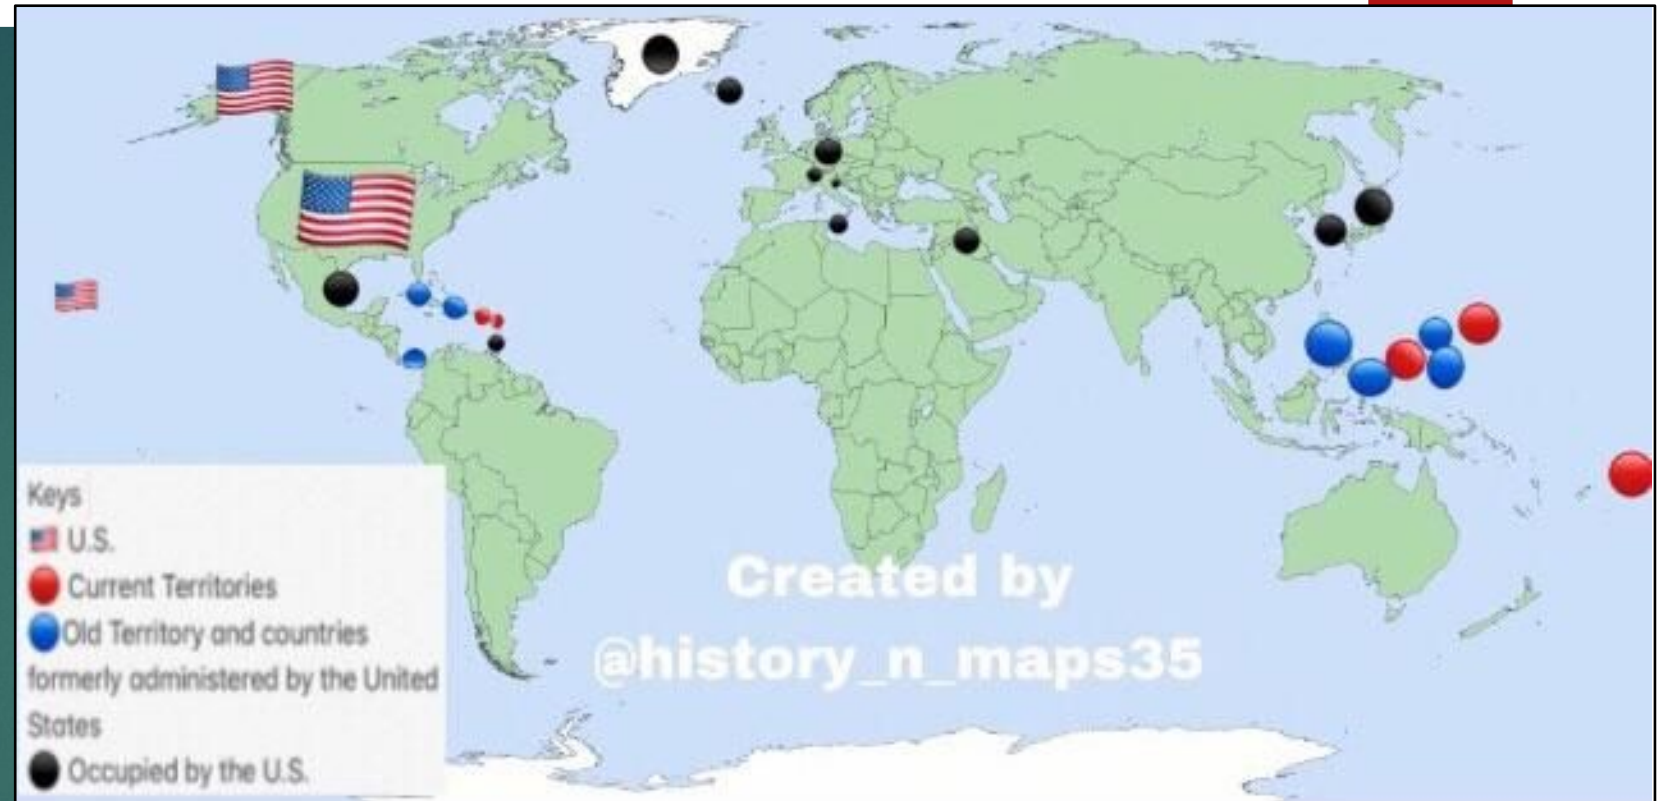 Keys
U.S.
Current Territories
Old Territory and countries
formerly administered by the United
States
Occupied by the U.S.
Created by
@history_n_maps35